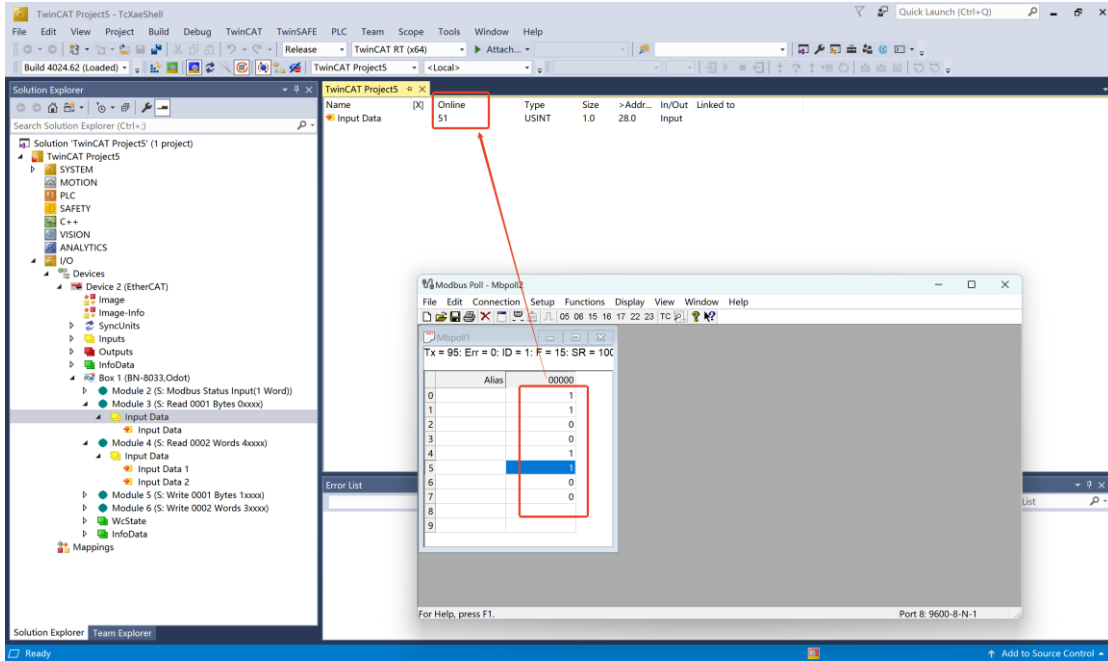 TwinCAT Project5 - TcXaeShell
Quick Launch (Ctrl+Q)
File Edit View Project Build Debug TwinCAT TwinSAFE PLC Team Scope Tools Window Help
Release TwinCAT RT (x64) Attach...
Build 4024.62 (Loaded) TwinCAT Project5 <Local>
Solution Explorer
Search Solution Explorer (Ctrl+;)
Solution 'TwinCAT Project5' (1 project)
TwinCAT Project5
SYSTEM
MOTION
PLC
SAFETY
C++
VISION
ANALYTICS
I/O
Devices
Device 2 (EtherCAT)
Image
Image-Info
SyncUnits
Inputs
Outputs
InfoData
Box 1 (BN-8033,Odot)
Module 2 (S: Modbus Status Input(1 Word))
Module 3 (S: Read 0001 Bytes 0xxxx)
Input Data
Input Data
Module 4 (S: Read 0002 Words 4xxxx)
Input Data
Input Data 1
Input Data 2
Module 5 (S: Write 0001 Bytes 1xxxx)
Module 6 (S: Write 0002 Words 3xxxx)
WcState
InfoData
Mappings
Solution Explorer Team Explorer
TwinCAT Project5
Name [X] Online Type Size >Addr... In/Out Linked to
Input Data 51 USINT 1.0 28.0 Input
Error List
List
Modbus Poll - Mbpoll2
File Edit Connection Setup Functions Display View Window Help
05 06 15 16 17 22 23 TC
Mbpoll1
Tx = 95: Err = 0: ID = 1: F = 15: SR = 100
Alias 00000
0 1
1 1
2 0
3 0
4 1
5 1
6 0
7 0
8
9
For Help, press F1.
Port 8: 9600-8-N-1
Ready
Add to Source Control